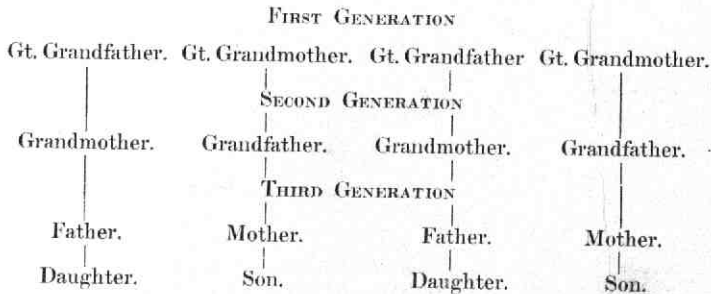 First Generation
Gt. Grandfather. Gt. Grandmother. Gt. Grandfather Gt. Grandmother.
Second Generation
Grandmother. Grandfather. Grandmother. Grandfather.
Third Generation
Father. Mother. Father. Mother.
Daughter. Son. Daughter. Son.